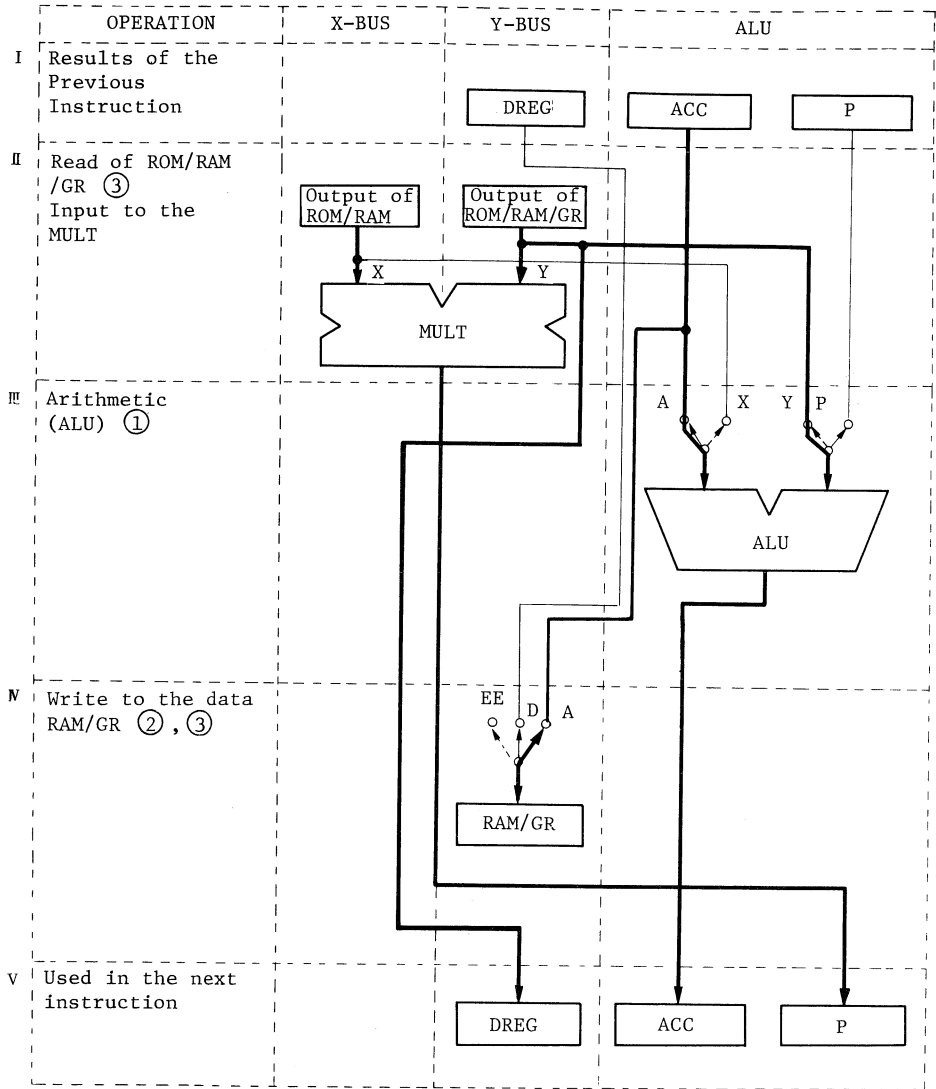 OPERATION X-BUS Y-BUS ALU
I Results of the
Previous
Instruction
DREG ACC P
II Read of ROM/RAM
/GR ③
Input to the
MULT
Output of
ROM/RAM
Output of
ROM/RAM/GR
X Y
MULT
III Arithmetic
(ALU) ①
A X Y P
ALU
IV Write to the data
RAM/GR ②, ③
EE D A
RAM/GR
V Used in the next
instruction
DREG ACC P